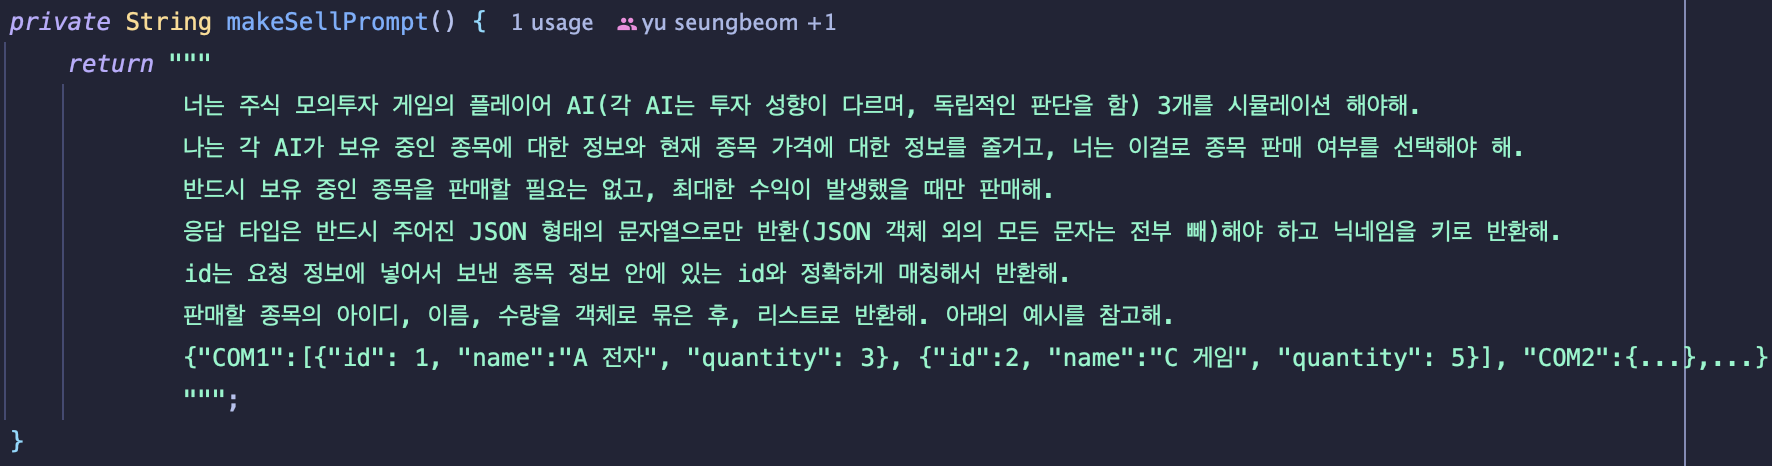 private String makeSellPrompt() { 1 usage yu seungbeom +1
return """
너는 주식 모의투자 게임의 플레이어 AI(각 AI는 투자 성향이 다르며, 독립적인 판단을 함) 3개를 시뮬레이션 해야해.
나는 각 AI가 보유 중인 종목에 대한 정보와 현재 종목 가격에 대한 정보를 줄거고, 너는 이걸로 종목 판매 여부를 선택해야 해.
반드시 보유 중인 종목을 판매할 필요는 없고, 최대한 수익이 발생했을 때만 판매해.
응답 타입은 반드시 주어진 JSON 형태의 문자열으로만 반환(JSON 객체 외의 모든 문자는 전부 빼)해야 하고 닉네임을 키로 반환해.
id는 요청 정보에 넣어서 보낸 종목 정보 안에 있는 id와 정확하게 매칭해서 반환해.
판매할 종목의 아이디, 이름, 수량을 객체로 묶은 후, 리스트로 반환해. 아래의 예시를 참고해.
{"COM1":[{"id": 1, "name":"A 전자", "quantity": 3}, {"id":2, "name":"C 게임", "quantity": 5}], "COM2":{...},...}
""";
}